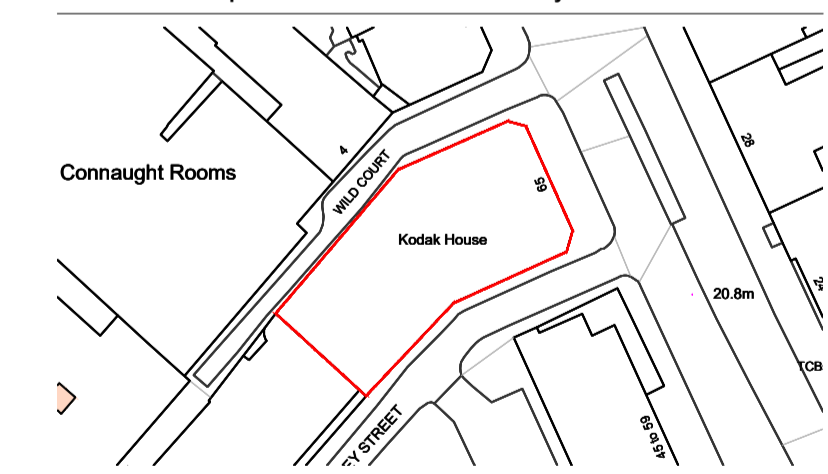 4
28
Connaught Rooms
WILD COURT
65
Kodak House
20.8m
TCB
EY STREET
45 to 59